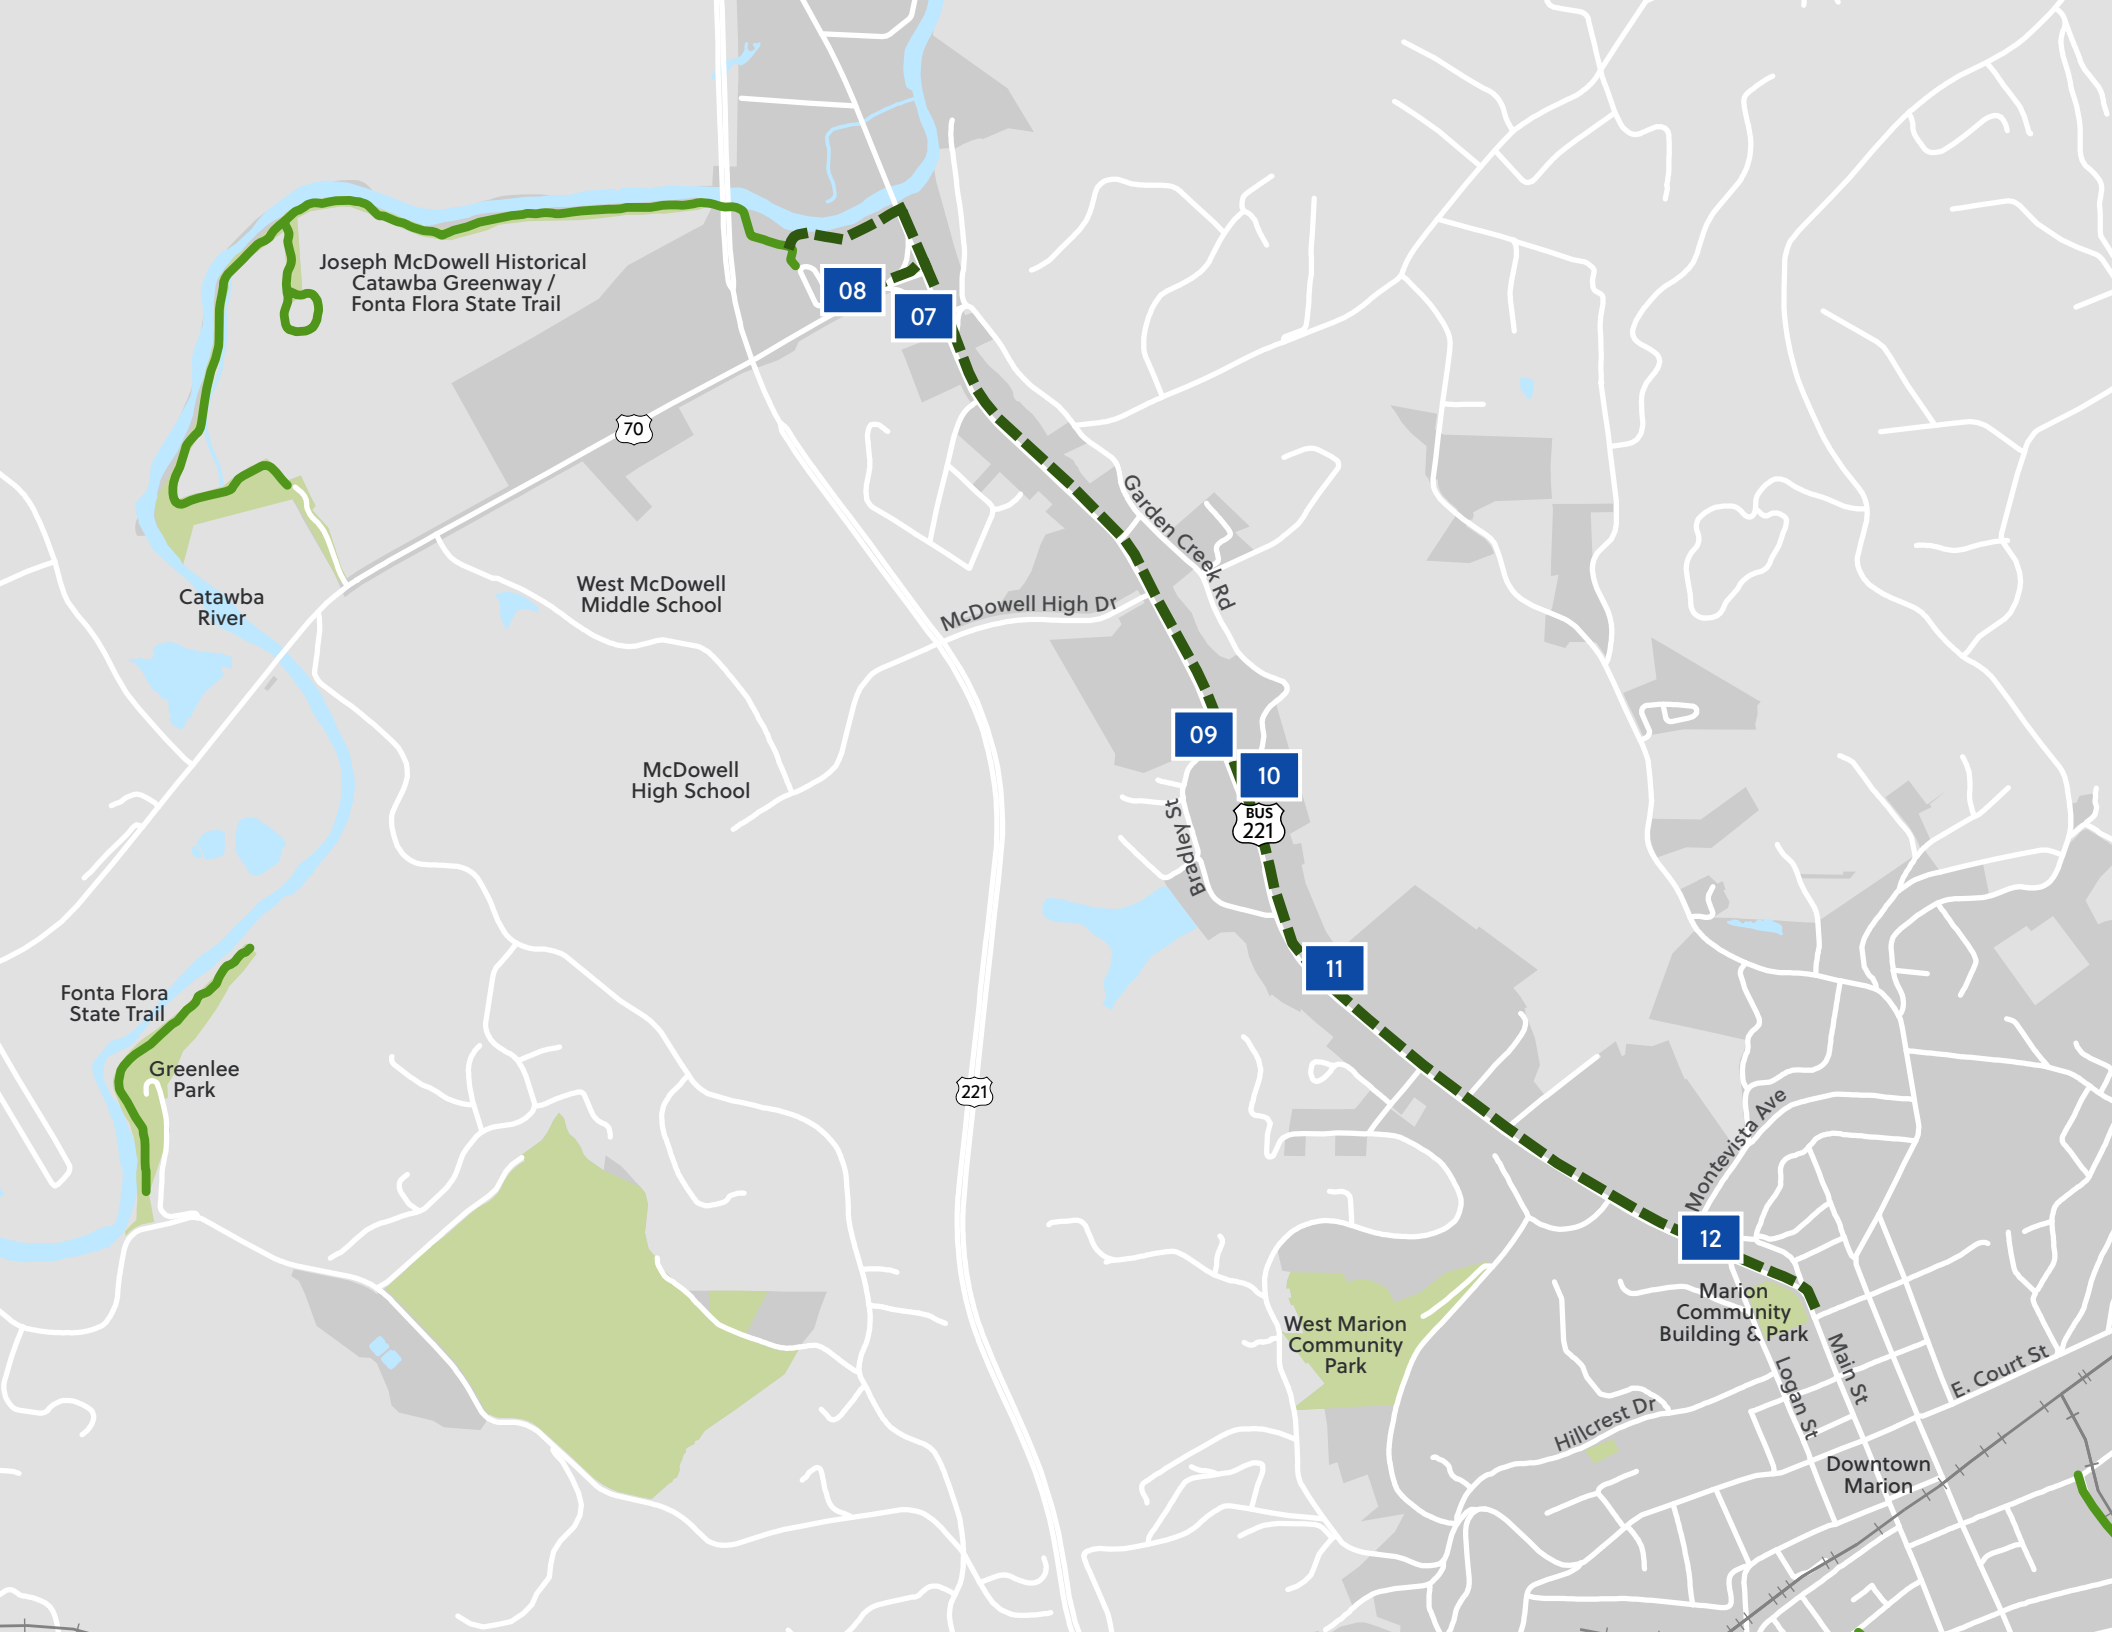 Joseph McDowell Historical
Catawba Greenway /
Fonta Flora State Trail
08
07
70
Garden Creek Rd
West McDowell
Middle School
McDowell High Dr
Catawba
River
09
10
McDowell
High School
BUS
221
Bradley St
11
Fonta Flora
State Trail
Greenlee
Park
221
Montevista Ave
12
Marion
Community
Building & Park
West Marion
Community
Park
Main St
Logan St
E. Court St
Hillcrest Dr
Downtown
Marion